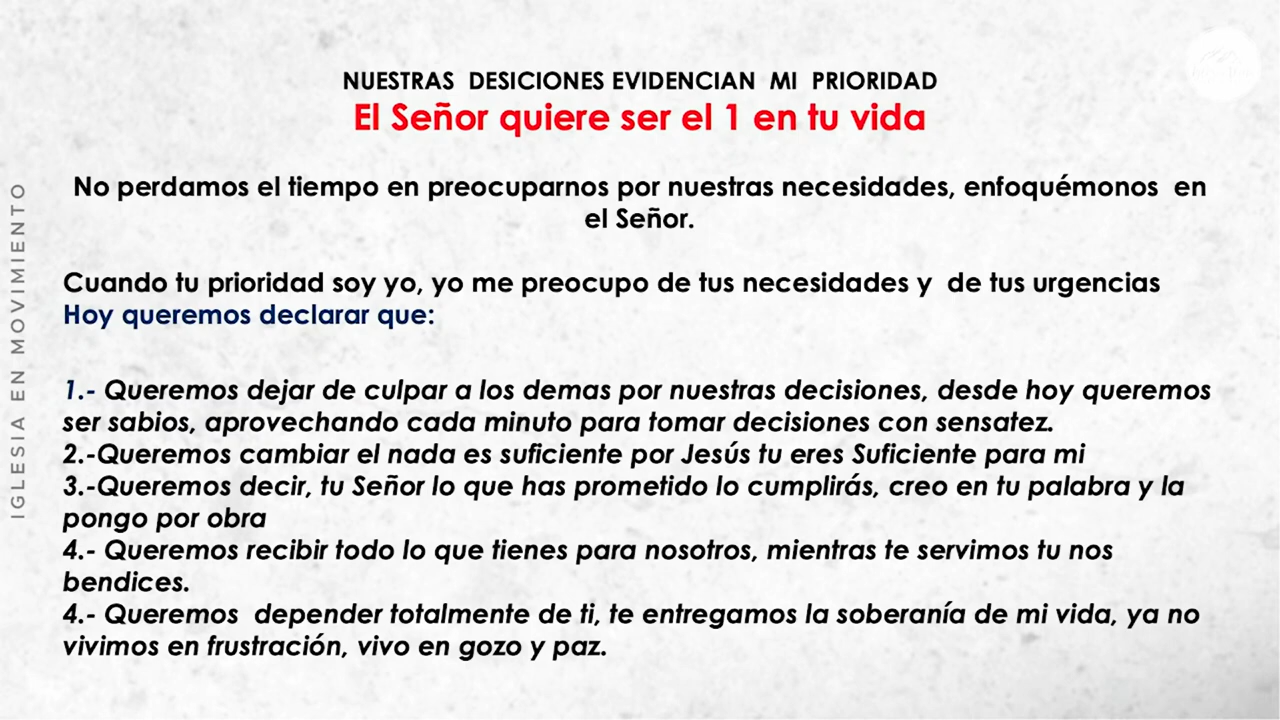 NUESTRAS DESICIONES EVIDENCIAN MI PRIORIDAD
El Señor quiere ser el 1 en tu vida
No perdamos el tiempo en preocuparnos por nuestras necesidades, enfoquémonos en
el Señor.
Cuando tu prioridad soy yo, yo me preocupo de tus necesidades y de tus urgencias
Hoy queremos declarar que:
1.- Queremos dejar de culpar a los demas por nuestras decisiones, desde hoy queremos
ser sabios, aprovechando cada minuto para tomar decisiones con sensatez.
2.-Queremos cambiar el nada es suficiente por Jesús tu eres Suficiente para mi
3.-Queremos decir, tu Señor lo que has prometido lo cumplirás, creo en tu palabra y la
pongo por obra
4.- Queremos recibir todo lo que tienes para nosotros, mientras te servimos tu nos
bendices.
4.- Queremos depender totalmente de ti, te entregamos la soberanía de mi vida, ya no
vivimos en frustración, vivo en gozo y paz.
IGLESIA EN MOVIMIENTO